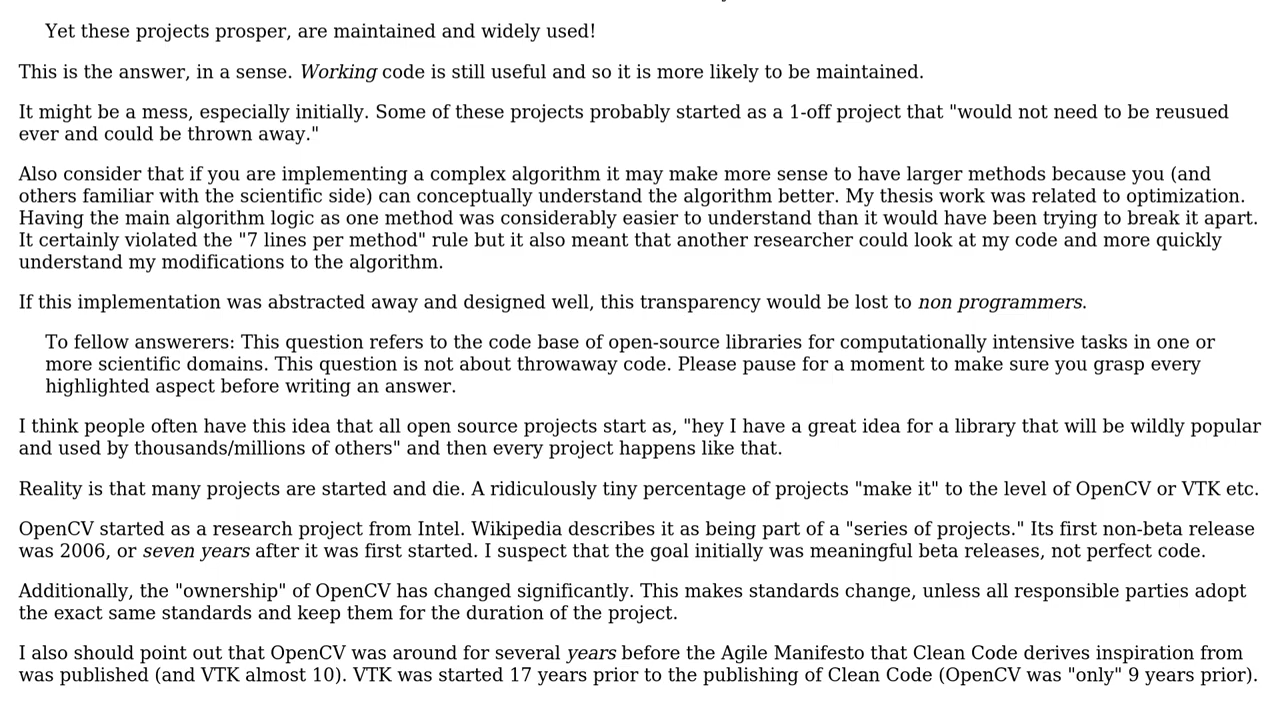 Yet these projects prosper, are maintained and widely used!
This is the answer, in a sense. Working code is still useful and so it is more likely to be maintained.
It might be a mess, especially initially. Some of these projects probably started as a 1-off project that "would not need to be reusued
ever and could be thrown away."
Also consider that if you are implementing a complex algorithm it may make more sense to have larger methods because you (and
others familiar with the scientific side) can conceptually understand the algorithm better. My thesis work was related to optimization.
Having the main algorithm logic as one method was considerably easier to understand than it would have been trying to break it apart.
It certainly violated the "7 lines per method" rule but it also meant that another researcher could look at my code and more quickly
understand my modifications to the algorithm.
If this implementation was abstracted away and designed well, this transparency would be lost to non programmers.
To fellow answerers: This question refers to the code base of open-source libraries for computationally intensive tasks in one or
more scientific domains. This question is not about throwaway code. Please pause for a moment to make sure you grasp every
highlighted aspect before writing an answer.
I think people often have this idea that all open source projects start as, "hey I have a great idea for a library that will be wildly popular
and used by thousands/millions of others" and then every project happens like that.
Reality is that many projects are started and die. A ridiculously tiny percentage of projects "make it" to the level of OpenCV or VTK etc.
OpenCV started as a research project from Intel. Wikipedia describes it as being part of a "series of projects." Its first non-beta release
was 2006, or seven years after it was first started. I suspect that the goal initially was meaningful beta releases, not perfect code.
Additionally, the "ownership" of OpenCV has changed significantly. This makes standards change, unless all responsible parties adopt
the exact same standards and keep them for the duration of the project.
I also should point out that OpenCV was around for several years before the Agile Manifesto that Clean Code derives inspiration from
was published (and VTK almost 10). VTK was started 17 years prior to the publishing of Clean Code (OpenCV was "only" 9 years prior).